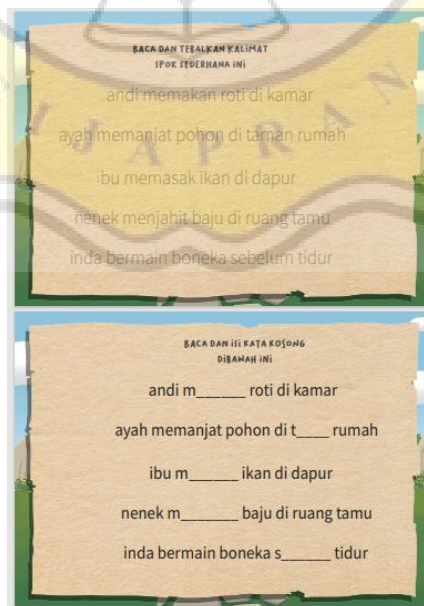 BACA DAN TEBALKAN KALIMAT
SPOK SEDERHANA INI
andi memakan roti di kamar
ayah memanjat pohon di taman rumah
ibu memasak ikan di dapur
nenek menjahit baju di ruang tamu
inda bermain boneka sebelum tidur
BACA DAN ISI KATA KOSONG
DIBAWAH INI
andi m______ roti di kamar
ayah memanjat pohon di t____ rumah
ibu m______ ikan di dapur
nenek m_______ baju di ruang tamu
inda bermain boneka s______ tidur